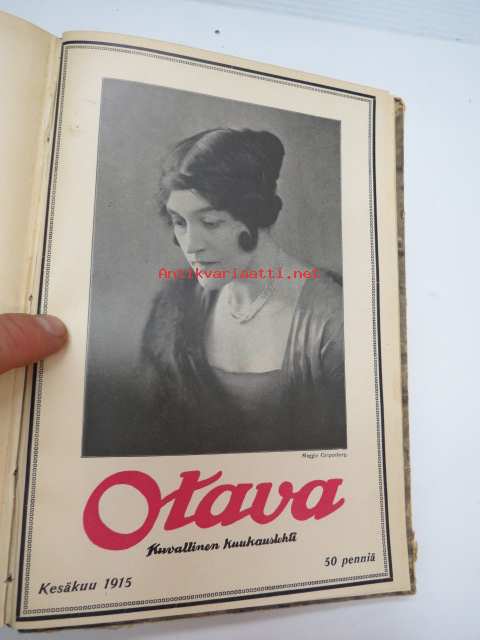 Antikvariaatti.net
Otava
Kuvallinen Kuukauslehti
Kesäkuu 1915
50 penniä